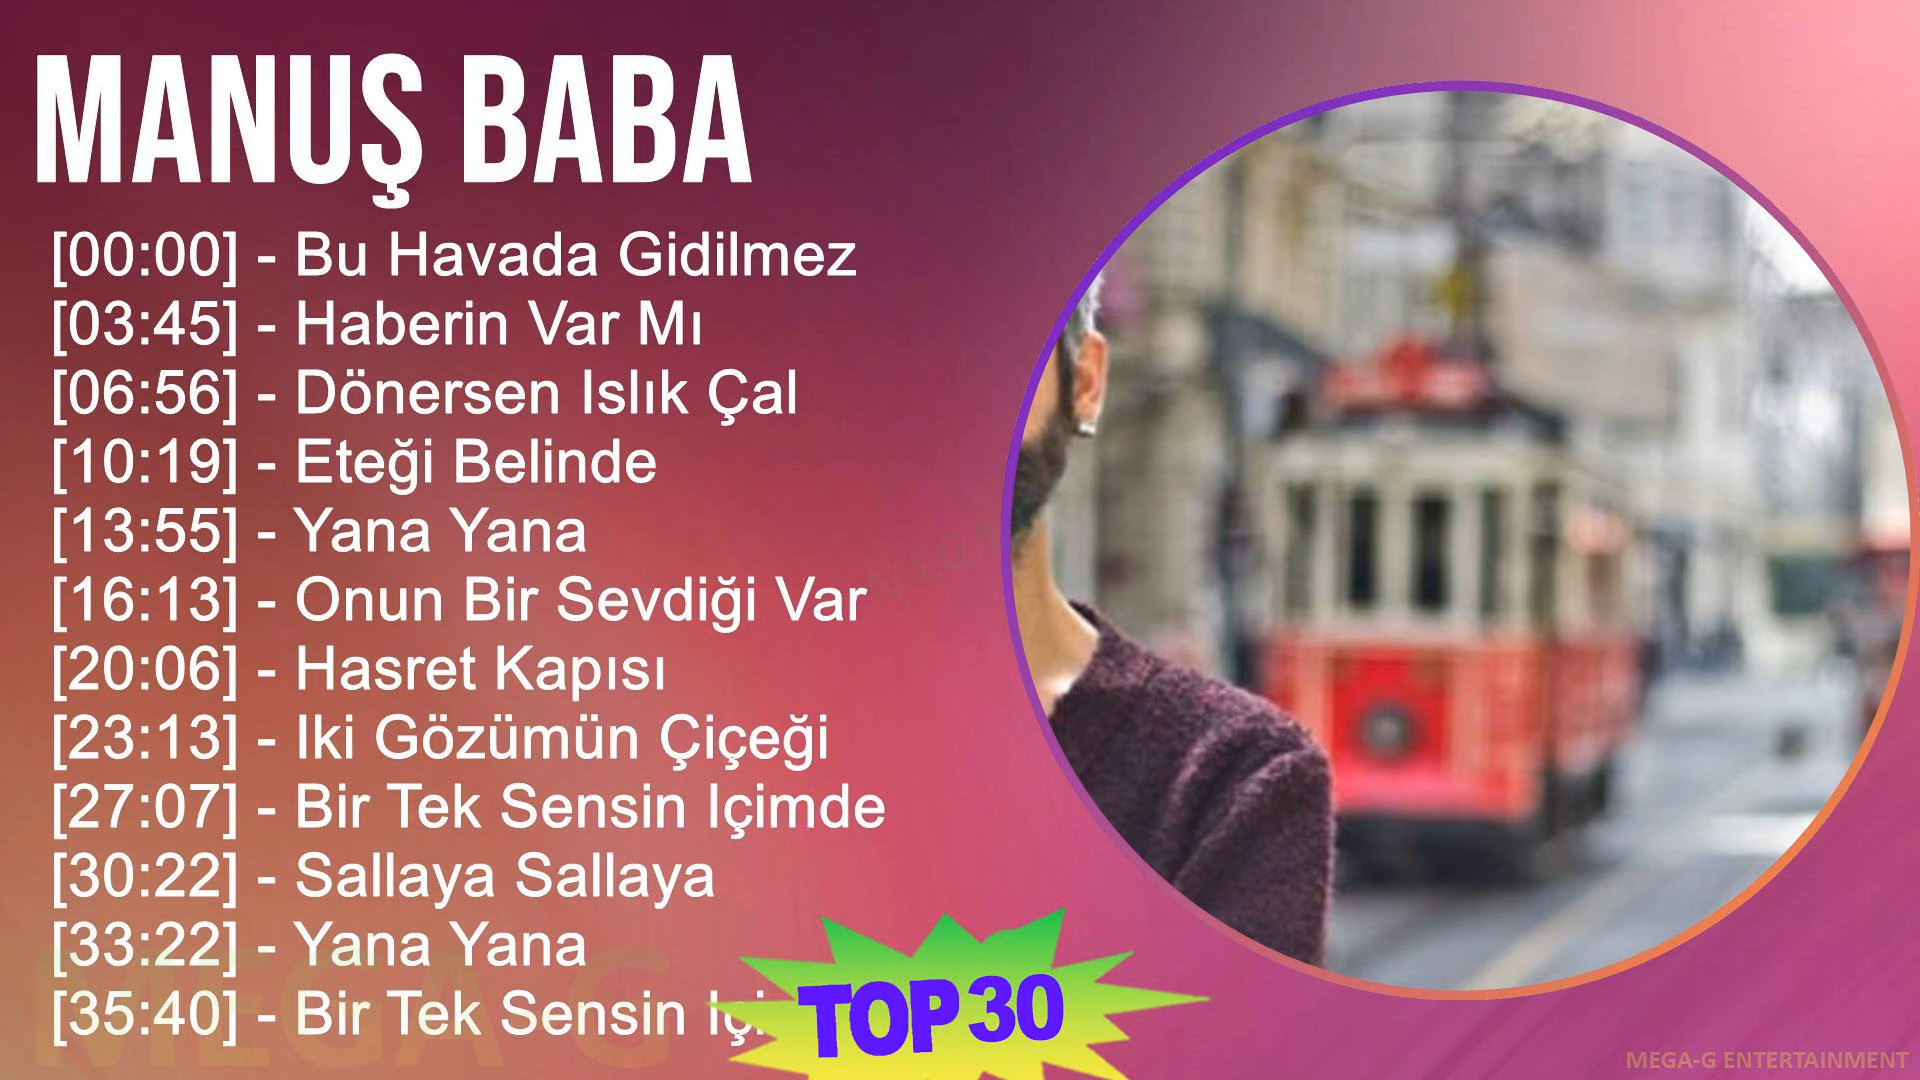 MANUŞ BABA
[00:00] - Bu Havada Gidilmez
[03:45] - Haberin Var Mı
[06:56] - Dönersen Islık Çal
[10:19] - Eteği Belinde
[13:55] - Yana Yana
[16:13] - Onun Bir Sevdiği Var
[20:06] - Hasret Kapısı
[23:13] - Iki Gözümün Çiçeği
[27:07] - Bir Tek Sensin Içimde
[30:22] - Sallaya Sallaya
[33:22] - Yana Yana
[35:40] - Bir Tek Sensin Içi
TOP 30
MEGA
MEGA G
MEGA-G ENTERTAINMENT